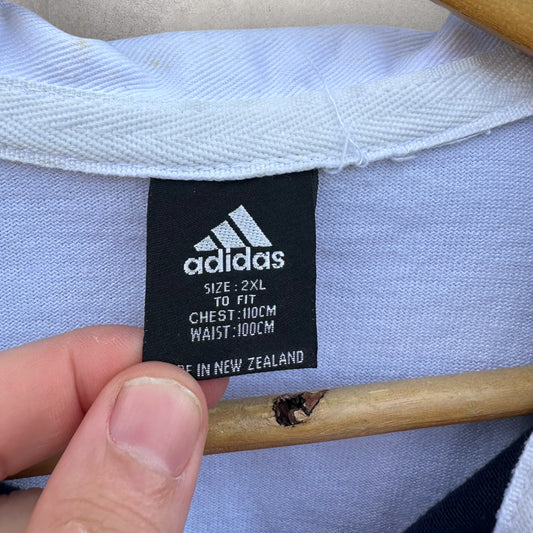 adidas
SIZE : 2XL
TO FIT
CHEST : 110CM
WAIST : 100CM
IN NEW ZEALAND